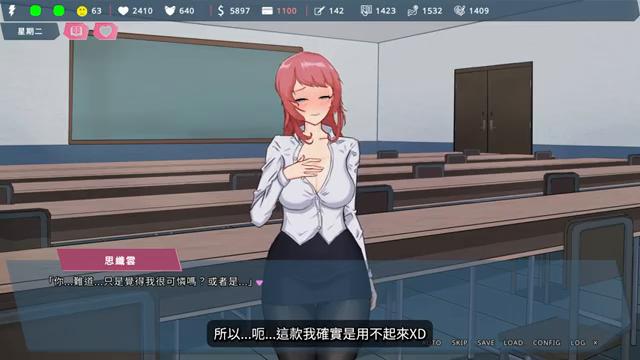 63 2410 640 $ 5897 1100 142 1423 1532 1409
星期二
思孅雲
「你...難道...只是覺得我很可憐嗎？或者是...」
所以...呃...這款我確實是用不起來XD
SKIP SAVE LOAD CONFIG LOG X